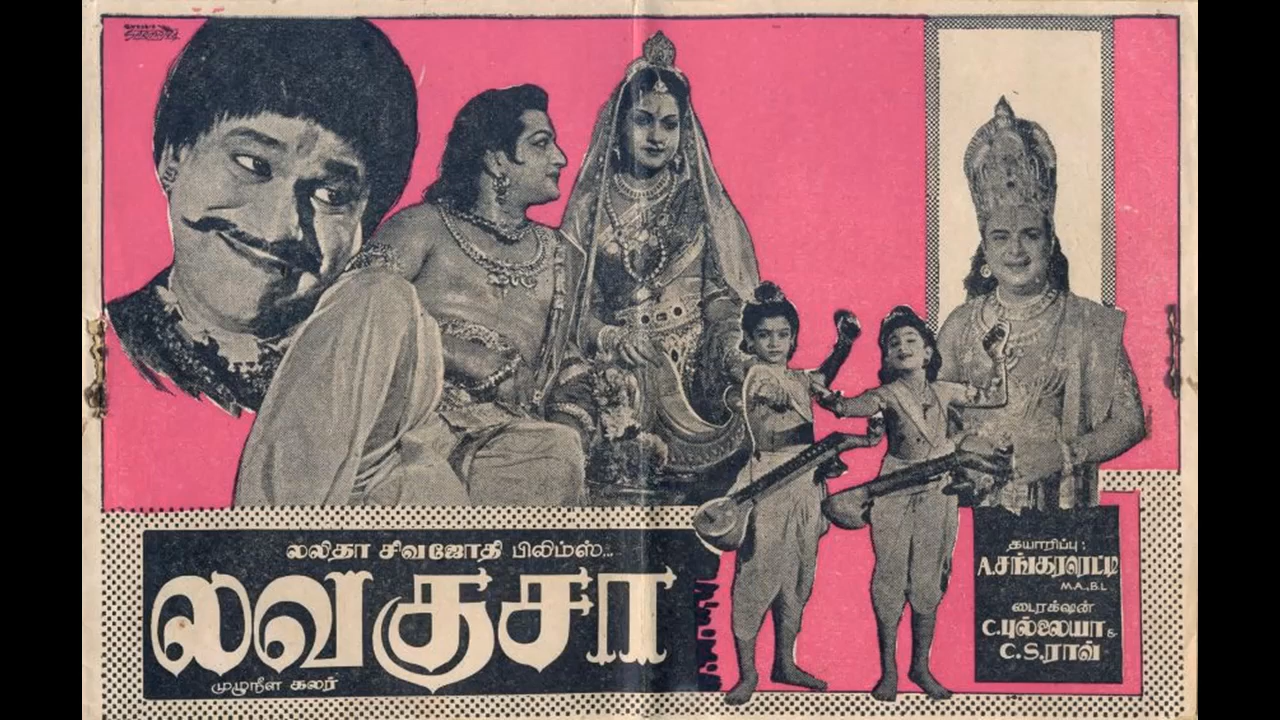 லலிதா சிவஜோதி பிலிம்ஸ்...
லவகுசா
முழுநீள கலர்
தயாரிப்பு :
A.சங்கரரெட்டி
M.A.,B.L
டைரக்‌ஷன்
C.புல்லையா &
C.S.ராவ்